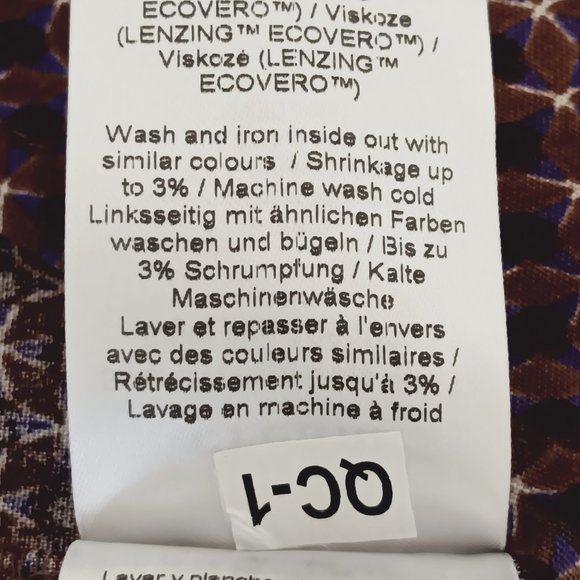 ECOVERO™) / Viskoze
(LENZING™ ECOVERO™) /
Viskozė (LENZING™
ECOVERO™)
Wash and iron inside out with
similar colours / Shrinkage up
to 3% / Machine wash cold
Linksseitig mit ähnlichen Farben
waschen und bügeln / Bis zu
3% Schrumpfung / Kalte
Maschinenwäsche
Laver et repasser à l'envers
avec des couleurs similaires /
Rétrécissement jusqu'à 3% /
Lavage en machine à froid
QC-1
Lavar y planchar